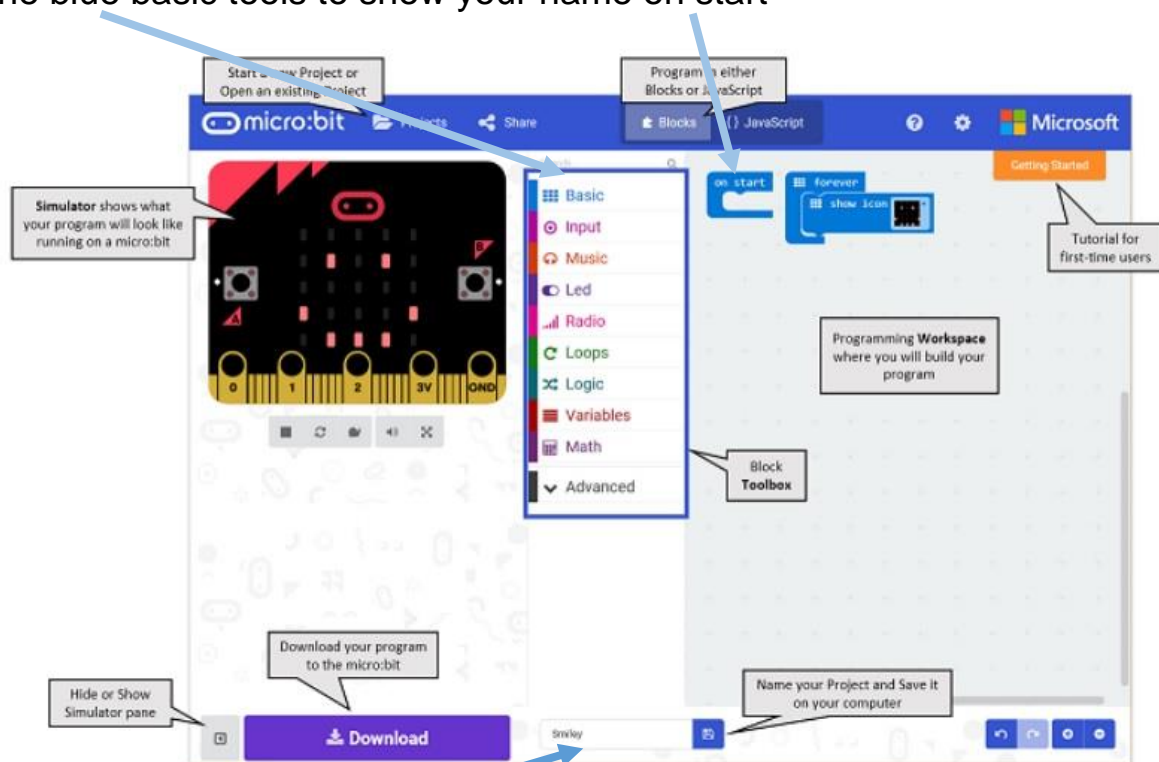 he blue basic tools to show your name on start
Start a New Project or
Open an existing Project
Program in either
Blocks or JavaScript
micro:bit
Projects
Share
Blocks
{} JavaScript
Microsoft
Getting Started
Simulator shows what
your program will look like
running on a micro:bit
Basic
Input
Music
Led
Radio
Loops
Logic
Variables
Math
Advanced
on start
forever
show icon
Tutorial for
first-time users
A
B
0 1 2 3V GND
Programming Workspace
where you will build your
program
Block
Toolbox
Download your program
to the micro:bit
Hide or Show
Simulator pane
Name your Project and Save it
on your computer
Download
Smiley